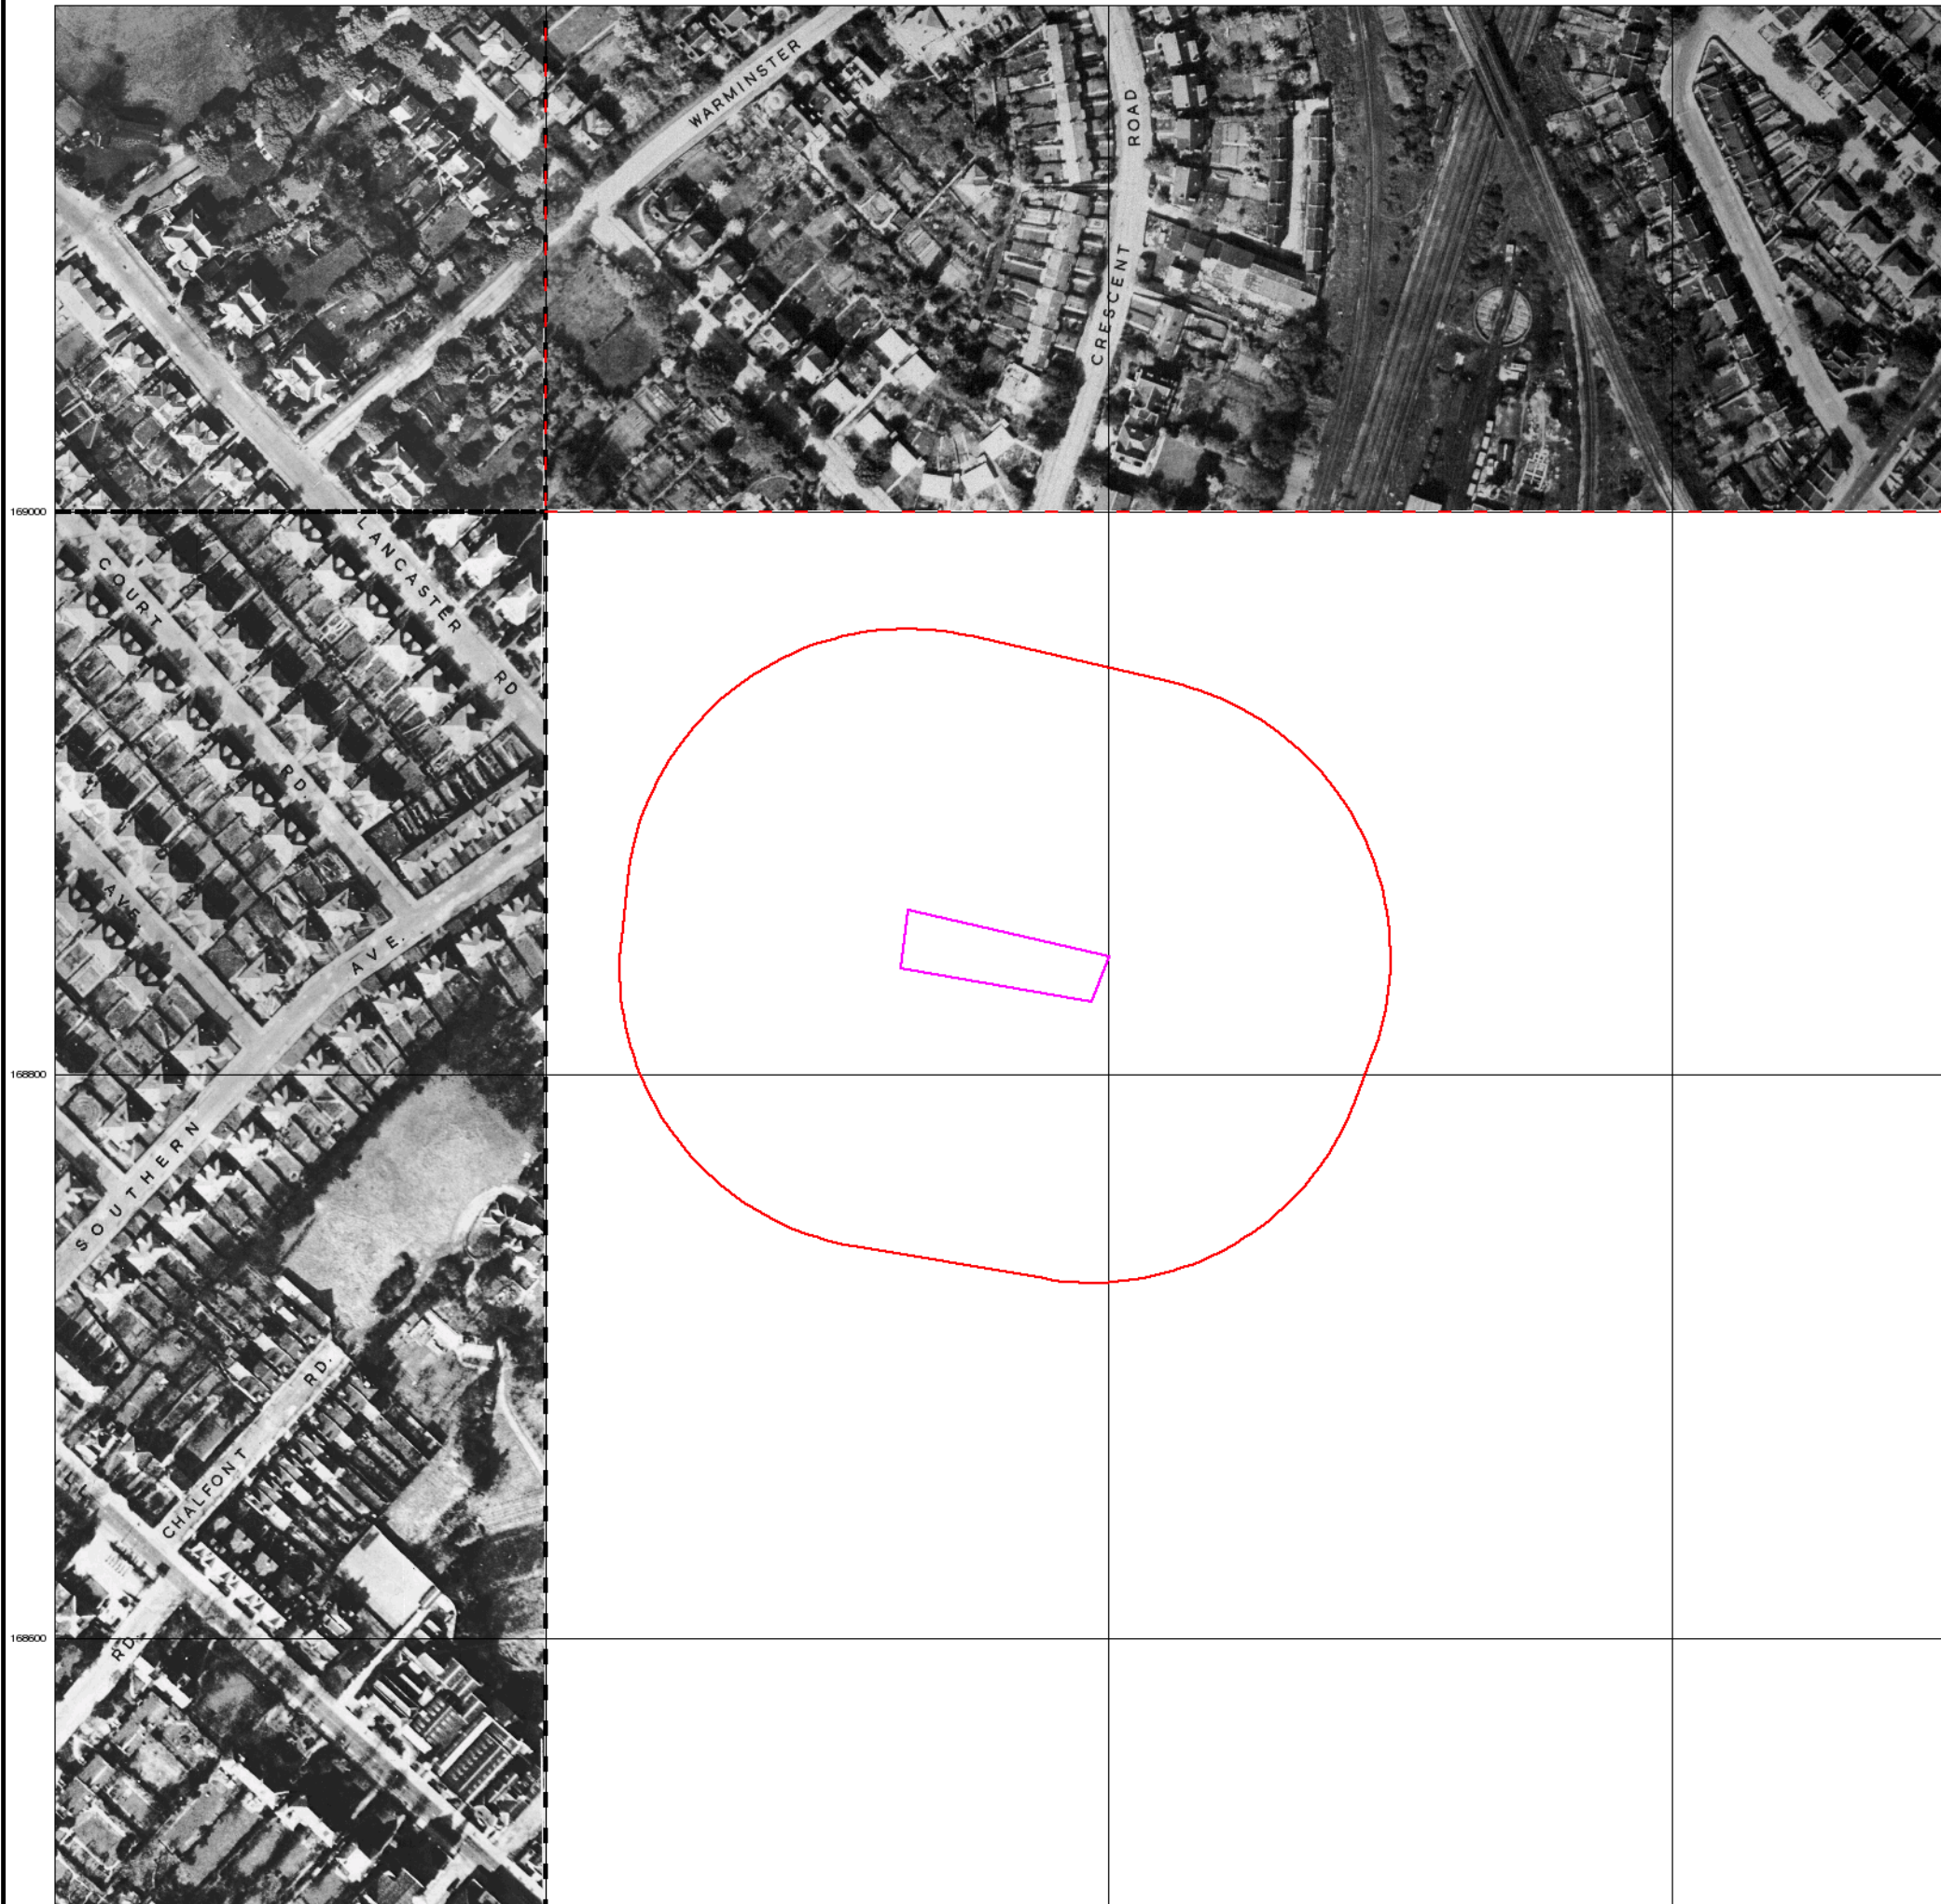 WARMINSTER
ROAD
CRESCENT
169000
LANCASTER
RD
COURT
RD.
AVE.
AVE.
SOUTHERN
168800
RD.
CHALFONT
168600
RD.